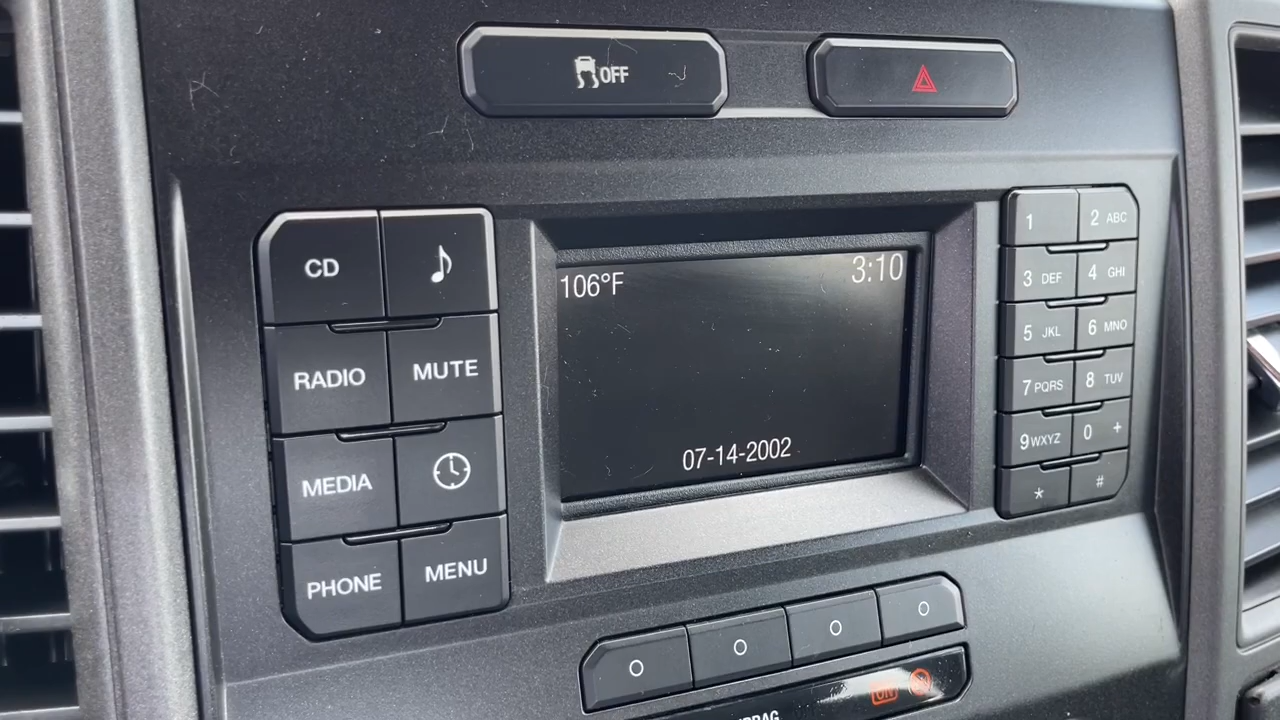 OFF
106°F
3:10
07-14-2002
CD
RADIO
MUTE
MEDIA
PHONE
MENU
1
2 ABC
3 DEF
4 GHI
5 JKL
6 MNO
7 PQRS
8 TUV
9 WXYZ
0 +
*
#
ON